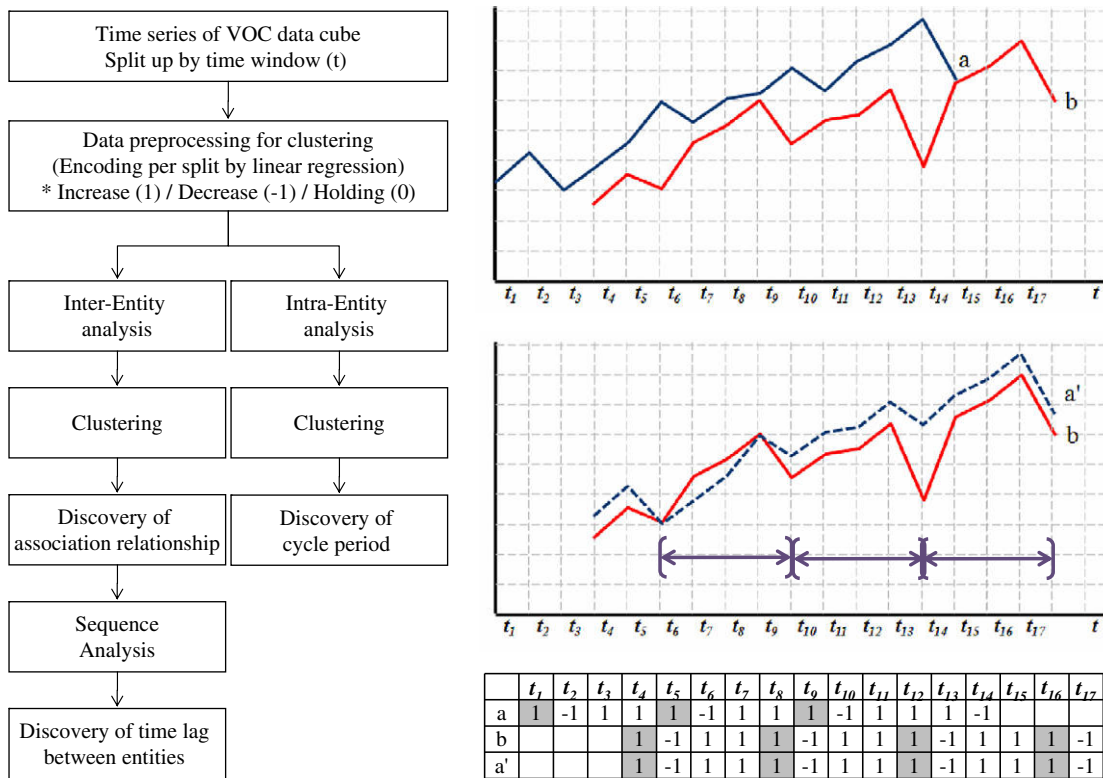 Time series of VOC data cube
Split up by time window (t)
Data preprocessing for clustering
(Encoding per split by linear regression)
* Increase (1) / Decrease (-1) / Holding (0)
Inter-Entity
analysis
Intra-Entity
analysis
Clustering
Clustering
Discovery of
association relationship
Discovery of
cycle period
Sequence
Analysis
Discovery of time lag
between entities
a
b
t1 t2 t3 t4 t5 t6 t7 t8 t9 t10 t11 t12 t13 t14 t15 t16 t17 t
a'
b
t1 t2 t3 t4 t5 t6 t7 t8 t9 t10 t11 t12 t13 t14 t15 t16 t17 t
t1 t2 t3 t4 t5 t6 t7 t8 t9 t10 t11 t12 t13 t14 t15 t16 t17
a 1 -1 1 1 1 -1 1 1 1 -1 1 1 1 -1
b 1 -1 1 1 1 -1 1 1 1 -1 1 1 1 -1
a' 1 -1 1 1 1 -1 1 1 1 -1 1 1 1 -1